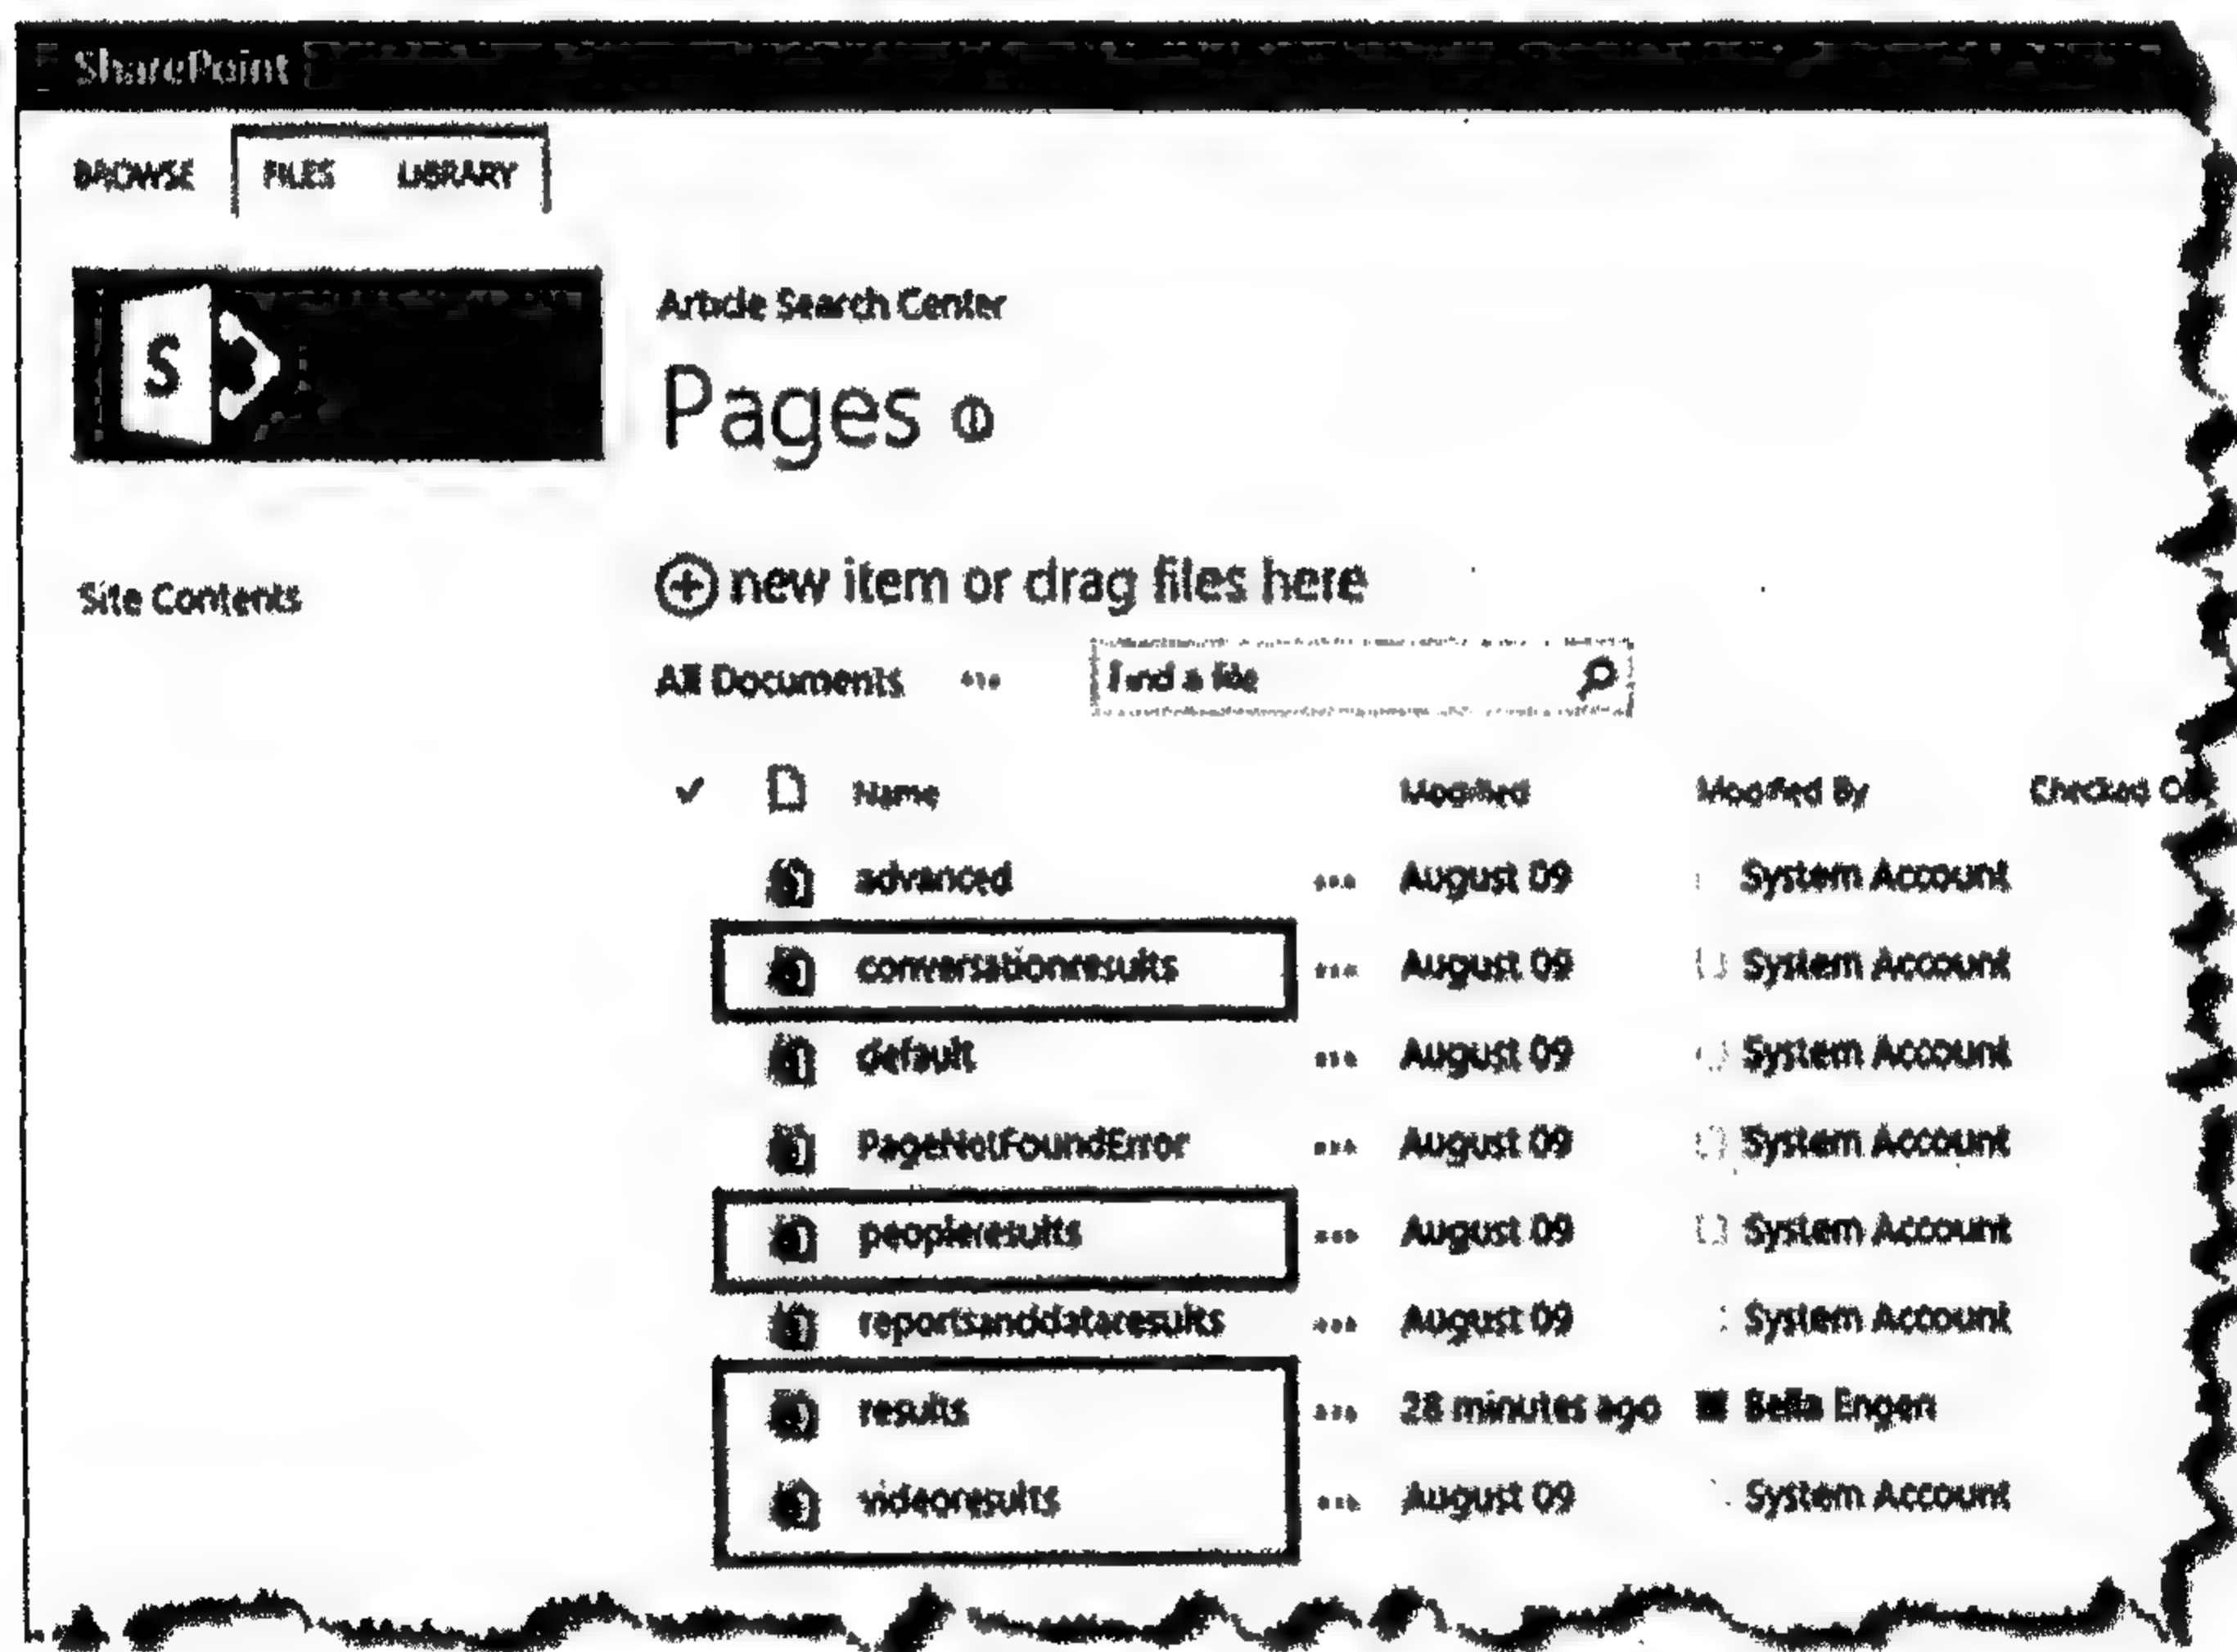 SharePoint
BROWSE FILES LIBRARY
S
Article Search Center
Pages
new item or drag files here
Site Contents
All Documents ... Find a file
Name Modified Modified By Checked
advanced ... August 09 System Account
conversationresults ... August 09 System Account
default ... August 09 System Account
PageNotFoundError ... August 09 System Account
peopleresults ... August 09 System Account
reportsanddataresults ... August 09 System Account
results ... 28 minutes ago Bella Engen
videoresults ... August 09 System Account